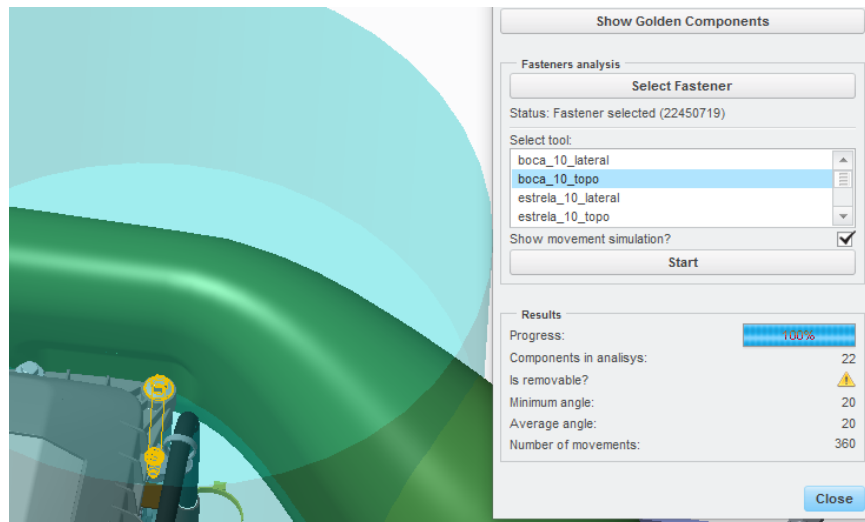 Show Golden Components
Fasteners analysis
Select Fastener
Status: Fastener selected (22450719)
Select tool:
boca_10_lateral
boca_10_topo
estrela_10_lateral
estrela_10_topo
Show movement simulation?
Start
Results
Progress: 100%
Components in analisys: 22
Is removable?
Minimum angle: 20
Average angle: 20
Number of movements: 360
Close